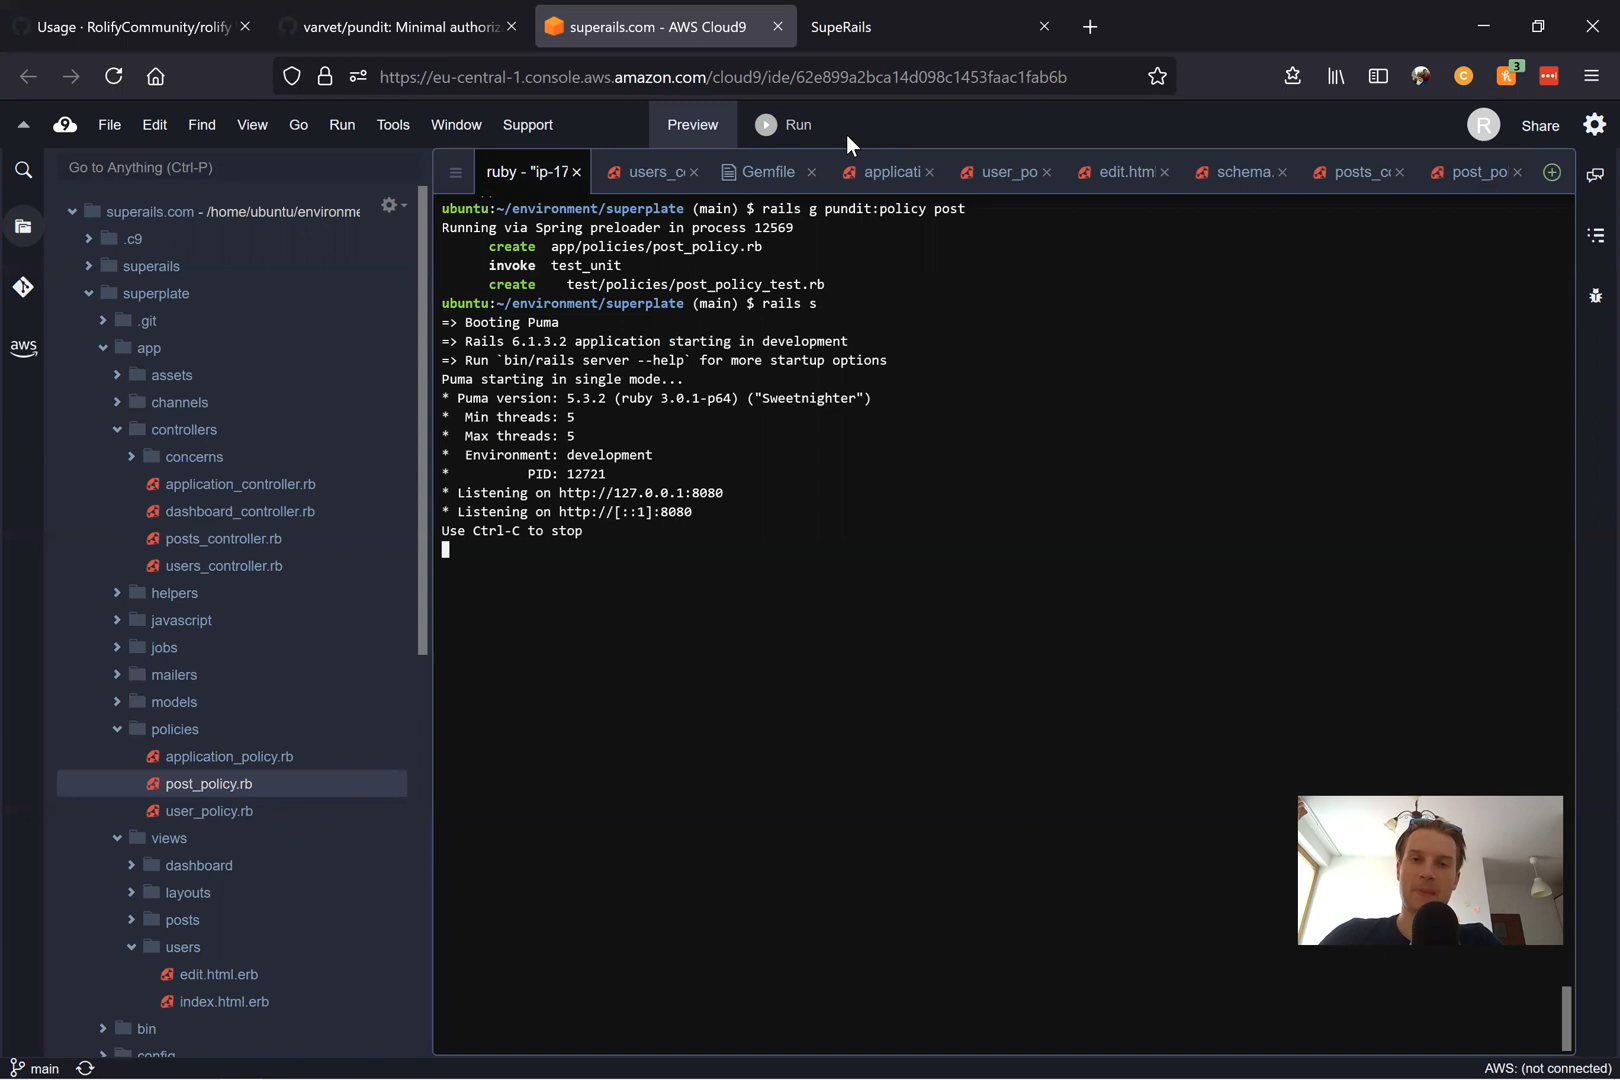 Usage · RolifyCommunity/rolify
varvet/pundit: Minimal authoriz
superails.com - AWS Cloud9
SupeRails
https://eu-central-1.console.aws.amazon.com/cloud9/ide/62e899a2bca14d098c1453faac1fab6b
C
3
9
File Edit Find View Go Run Tools Window Support
Preview
Run
R
Share
Go to Anything (Ctrl-P)
ruby - "ip-17
users_c
Gemfile
applicati
user_po
edit.html
schema.
posts_c
post_po
aws
superails.com - /home/ubuntu/environme
.c9
superails
superplate
.git
app
assets
channels
controllers
concerns
application_controller.rb
dashboard_controller.rb
posts_controller.rb
users_controller.rb
helpers
javascript
jobs
mailers
models
policies
application_policy.rb
post_policy.rb
user_policy.rb
views
dashboard
layouts
posts
users
edit.html.erb
index.html.erb
bin
config
ubuntu:~/environment/superplate (main) $ rails g pundit:policy post
Running via Spring preloader in process 12569
create app/policies/post_policy.rb
invoke test_unit
create test/policies/post_policy_test.rb
ubuntu:~/environment/superplate (main) $ rails s
=> Booting Puma
=> Rails 6.1.3.2 application starting in development
=> Run `bin/rails server --help` for more startup options
Puma starting in single mode...
* Puma version: 5.3.2 (ruby 3.0.1-p64) ("Sweetnighter")
* Min threads: 5
* Max threads: 5
* Environment: development
* PID: 12721
* Listening on http://127.0.0.1:8080
* Listening on http://[::1]:8080
Use Ctrl-C to stop
main
AWS: (not connected)